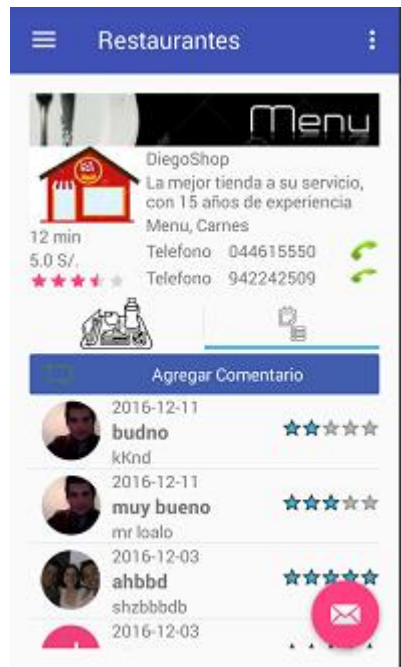 Restaurantes
Menu
DiegoShop
La mejor tienda a su servicio,
con 15 años de experiencia
Menu, Carnes
12 min
Telefono 044615550
5.0 S/.
Telefono 942242509
Agregar Comentario
2016-12-11
budno
kKnd
2016-12-11
muy bueno
mr loalo
2016-12-03
ahbbd
shzbbbdb
2016-12-03